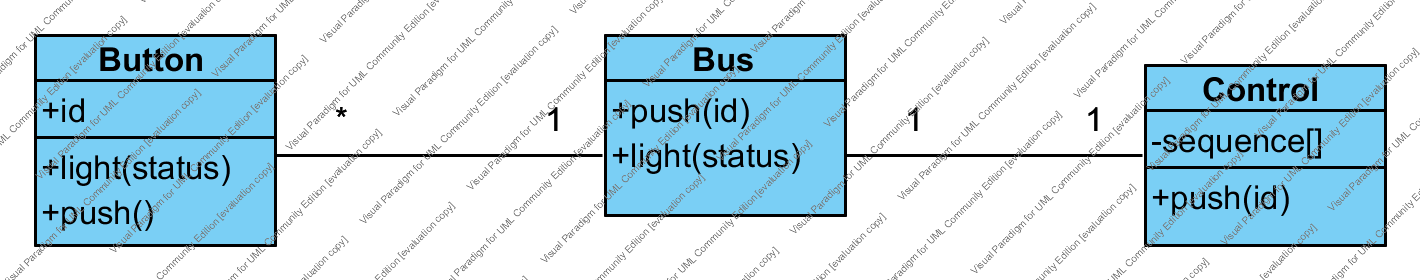 Button
+id
+light(status)
+push()
*
1
Bus
+push(id)
+light(status)
1
1
Control
-sequence[]
+push(id)
Visual Paradigm for UML Community Edition [evaluation copy]